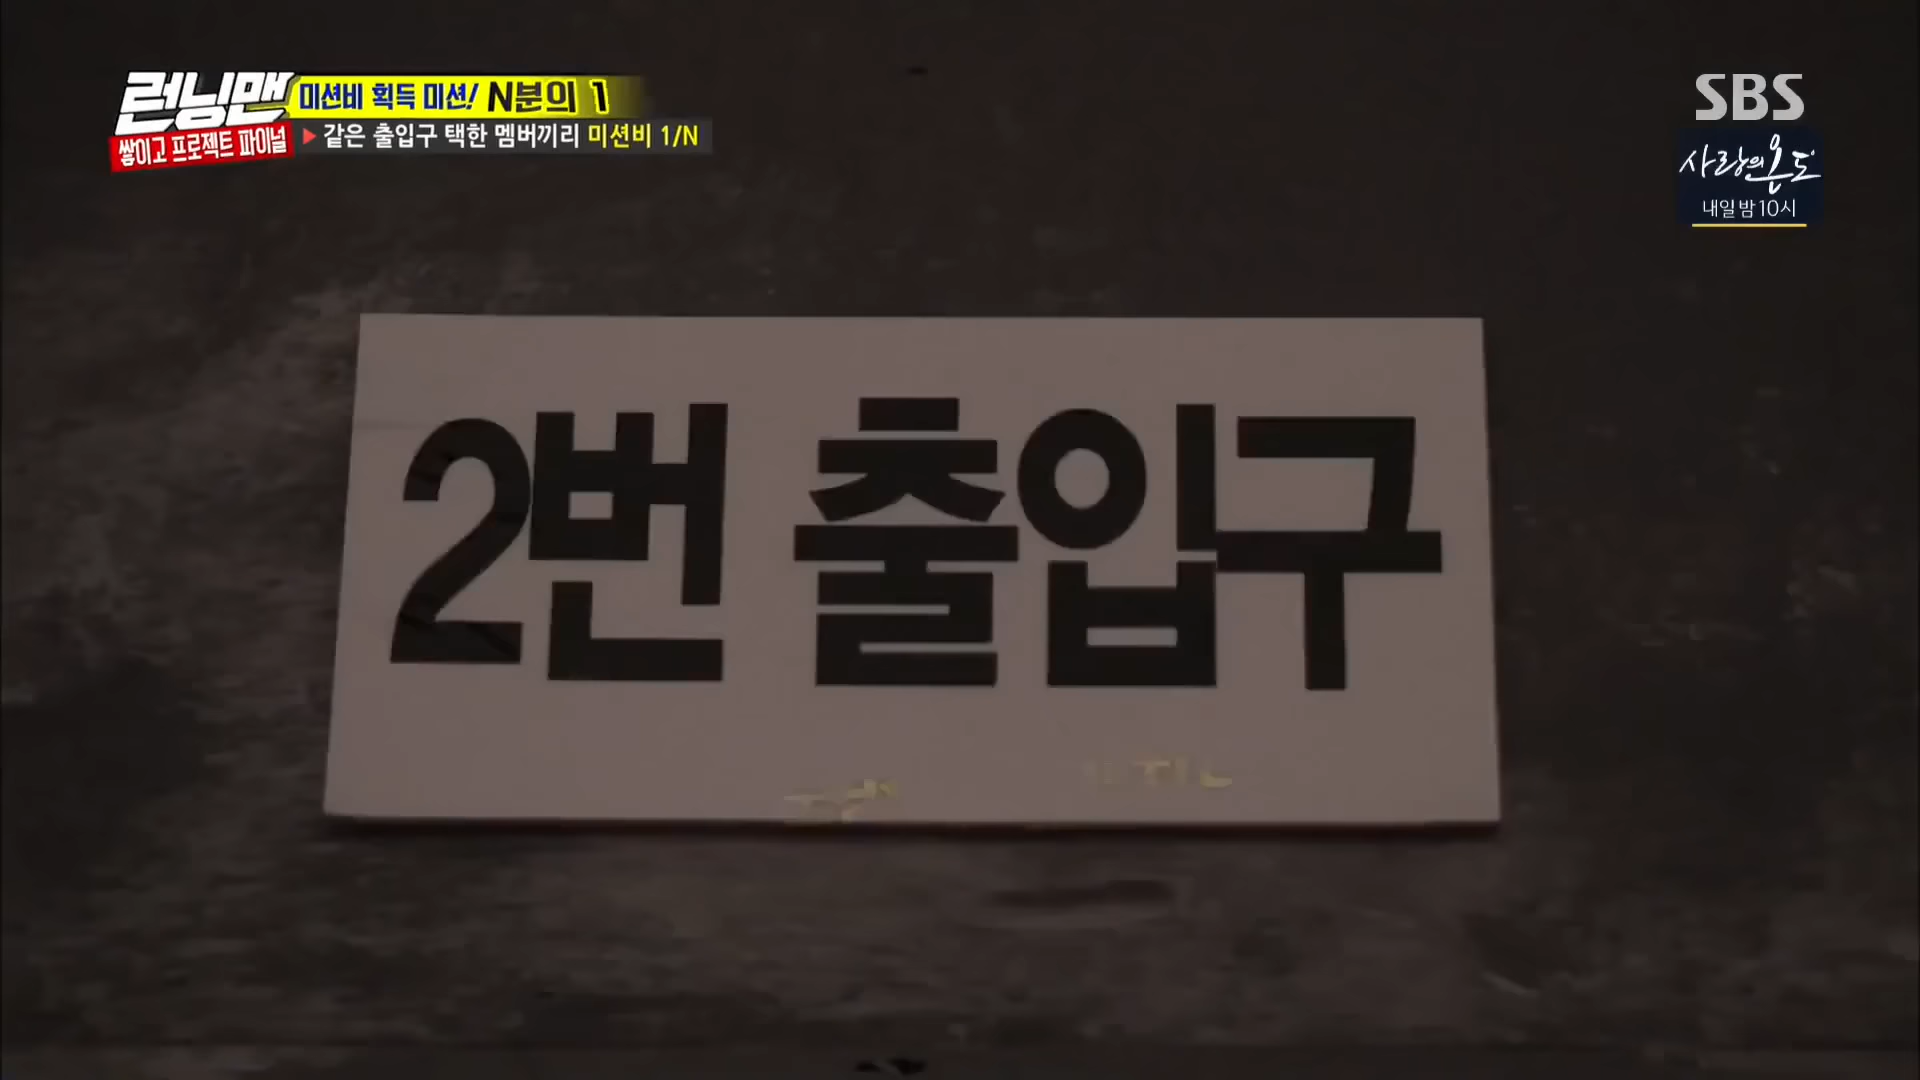 런닝맨
쌓이고 프로젝트 파이널
미션비 획득 미션! N분의 1
▶ 같은 출입구 택한 멤버끼리 미션비 1/N
SBS
사랑의 온도
내일 밤 10시
2번 출입구